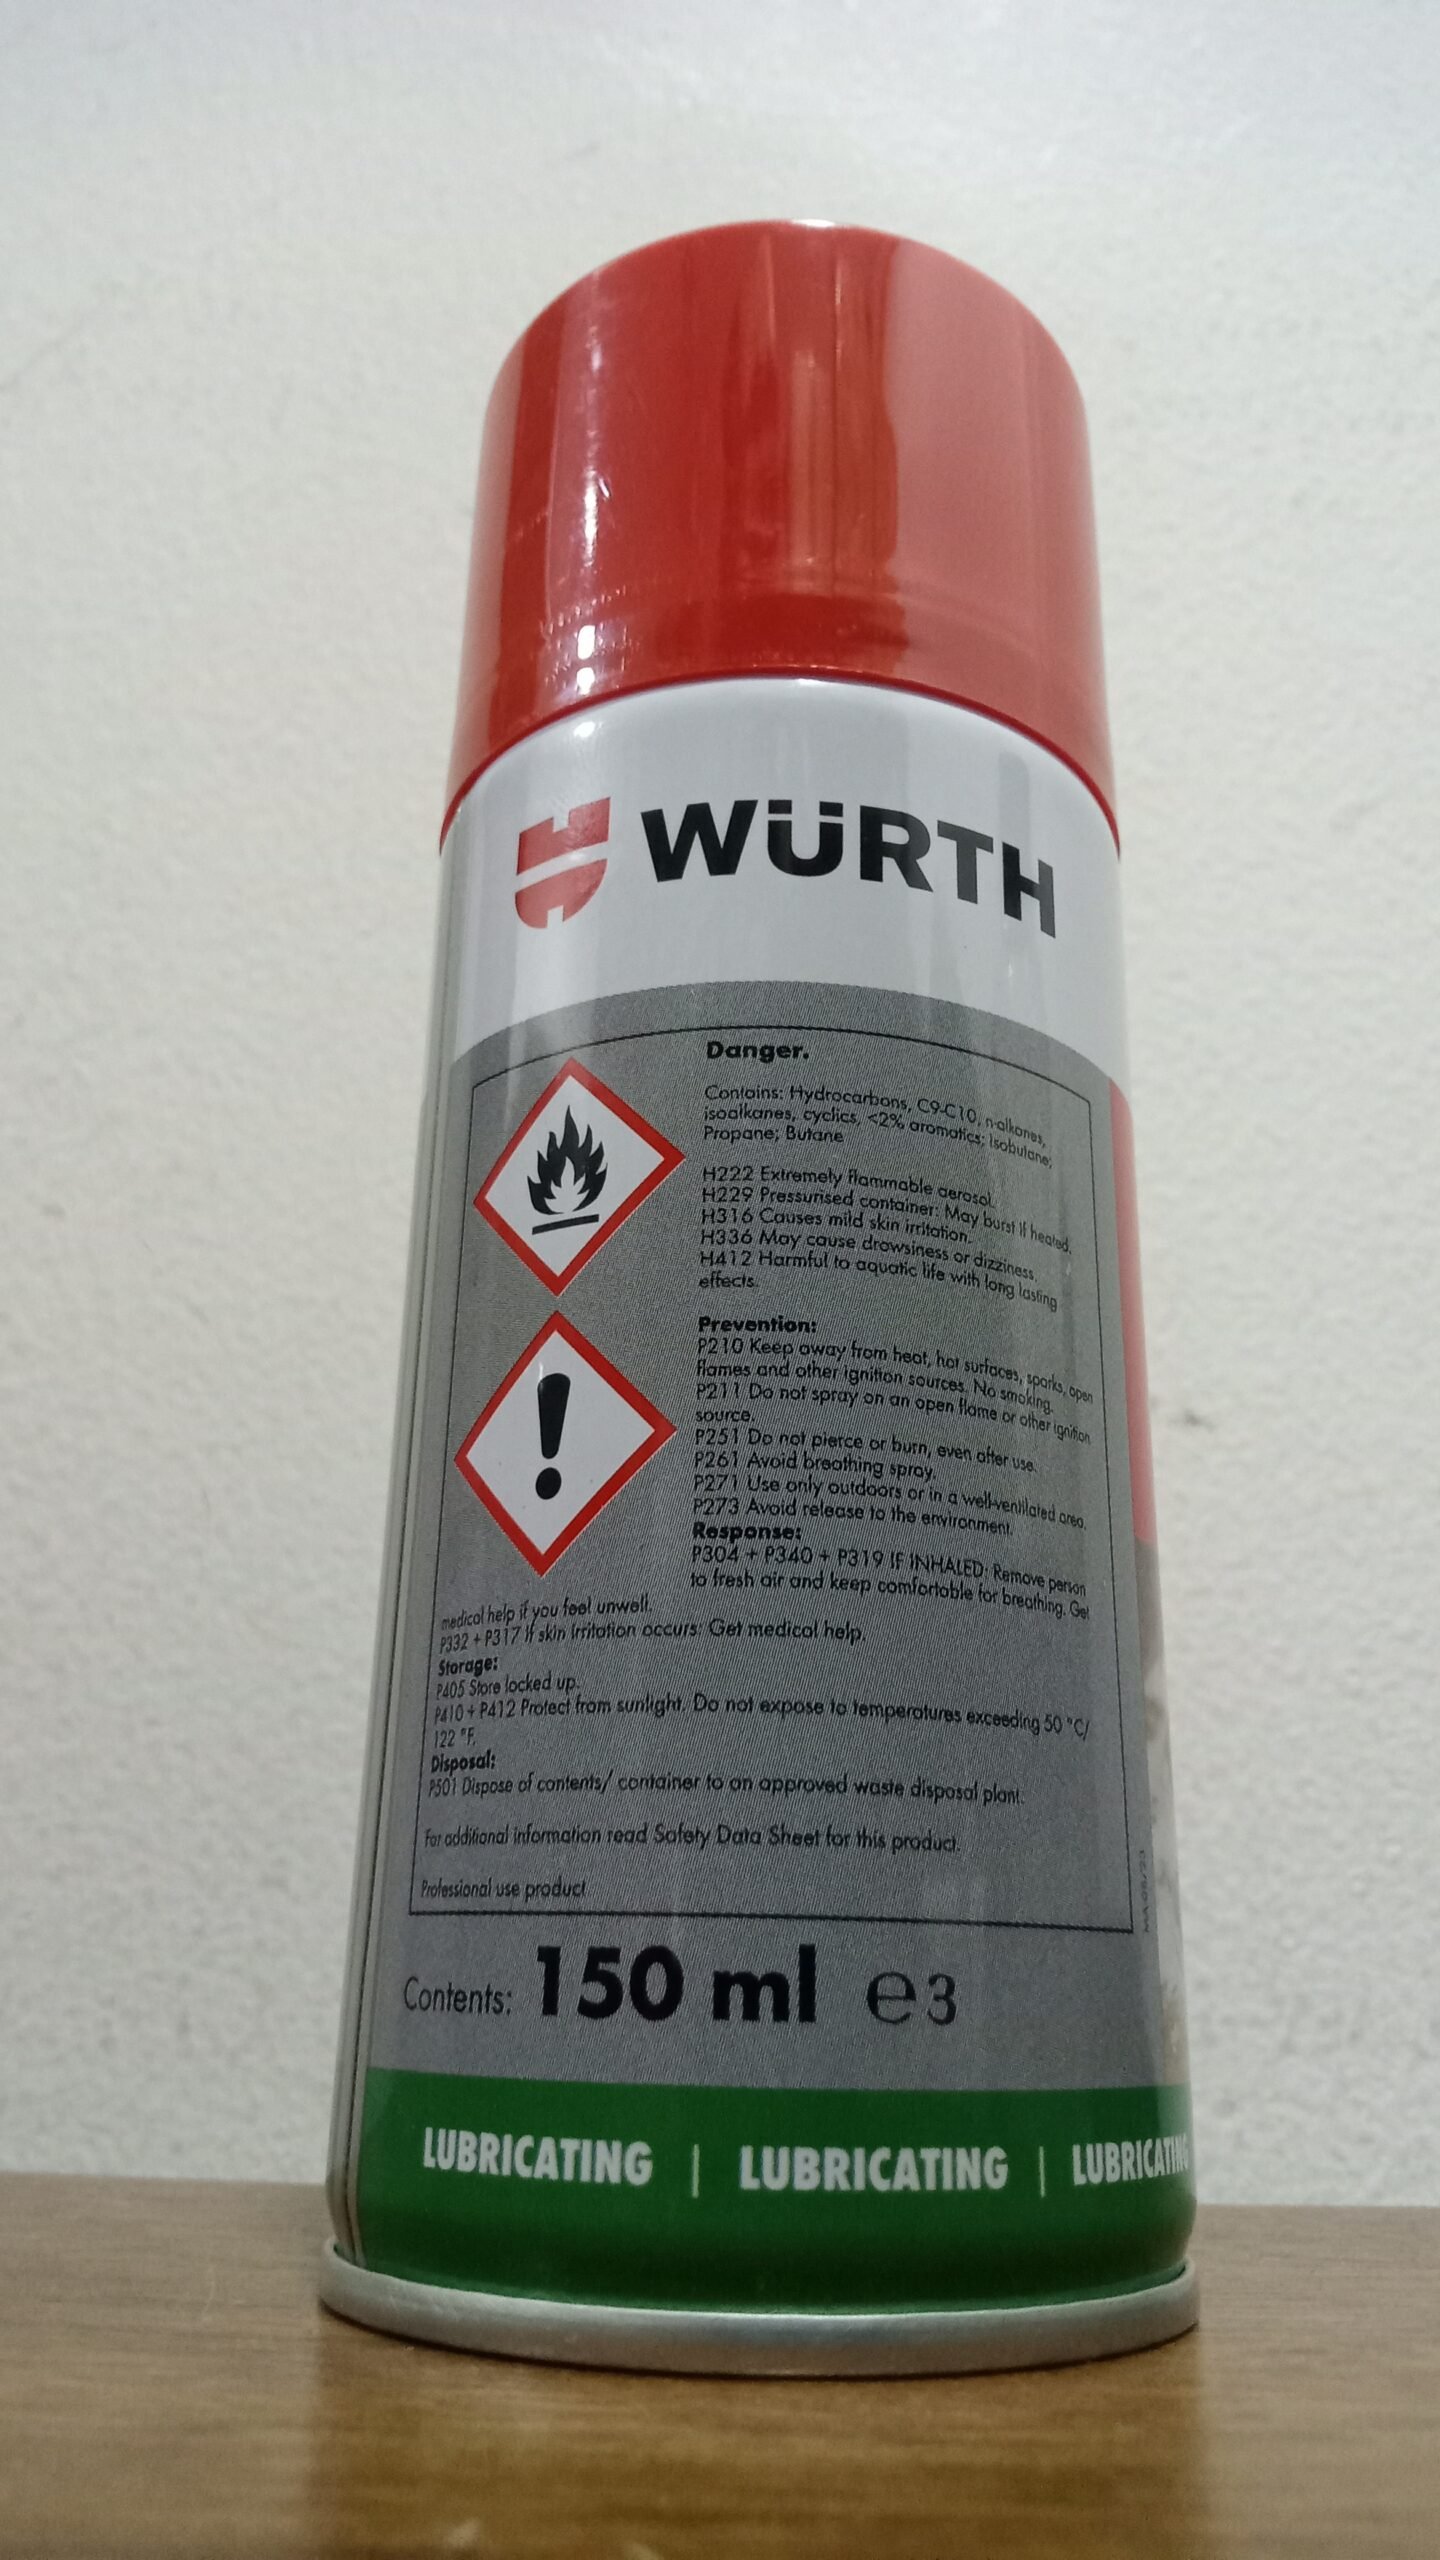 WÜRTH
Danger.
Contains: Hydrocarbons, C9-C10, n-alkanes,
isoalkanes, cyclics, <2% aromatics; Isobutane;
Propane; Butane
H222 Extremely flammable aerosol.
H229 Pressurised container: May burst if heated.
H316 Causes mild skin irritation.
H336 May cause drowsiness or dizziness.
H412 Harmful to aquatic life with long lasting
effects.
Prevention:
P210 Keep away from heat, hot surfaces, sparks, open
flames and other ignition sources. No smoking.
P211 Do not spray on an open flame or other ignition
source.
P251 Do not pierce or burn, even after use.
P261 Avoid breathing spray.
P271 Use only outdoors or in a well-ventilated area.
P273 Avoid release to the environment.
Response:
P304 + P340 + P319 IF INHALED: Remove person
to fresh air and keep comfortable for breathing. Get
medical help if you feel unwell.
P332 + P317 If skin irritation occurs: Get medical help.
Storage:
P405 Store locked up.
P410 + P412 Protect from sunlight. Do not expose to temperatures exceeding 50 °C/
122 °F.
Disposal:
P501 Dispose of contents/ container to an approved waste disposal plant.
For additional information read Safety Data Sheet for this product.
Professional use product
Contents: 150 ml e3
LUBRICATING | LUBRICATING | LUBRICATING